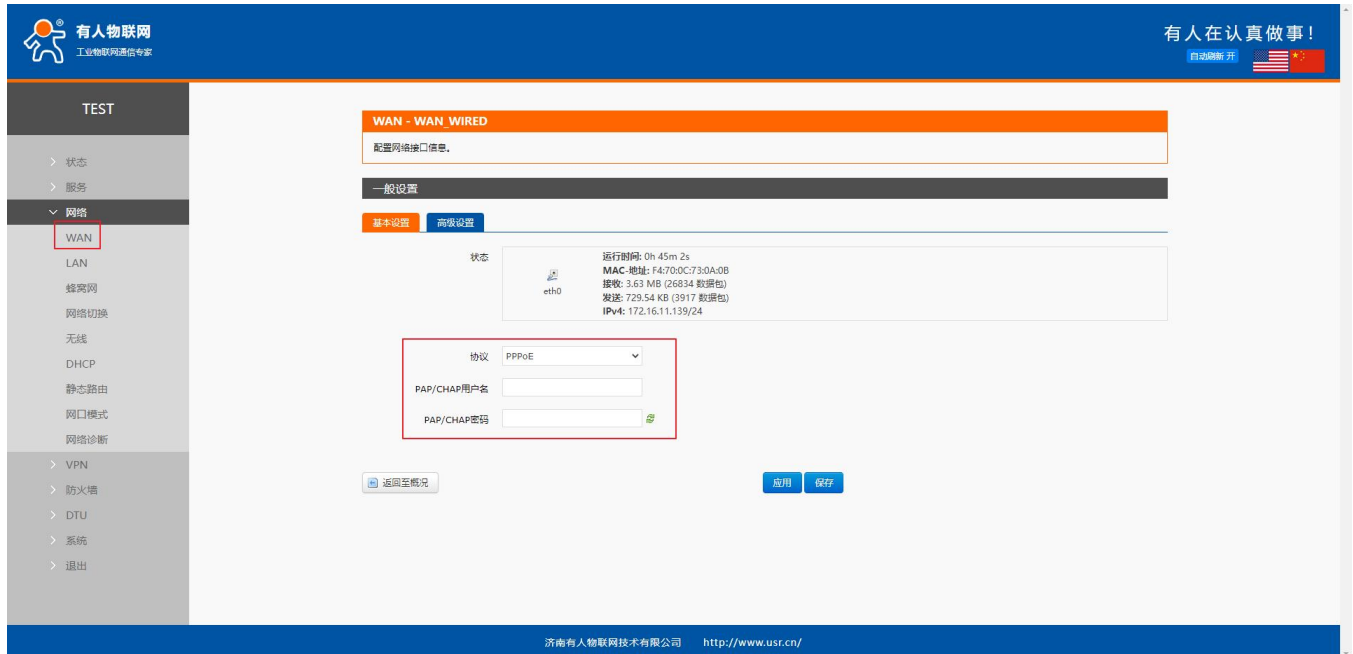 有人物联网
工业物联网通信专家
有人在认真做事！
自动刷新 开
TEST
状态
服务
网络
WAN
LAN
蜂窝网
网络切换
无线
DHCP
静态路由
网口模式
网络诊断
VPN
防火墙
DTU
系统
退出
WAN - WAN_WIRED
配置网络接口信息。
一般设置
基本设置 高级设置
状态
eth0
运行时间: 0h 45m 2s
MAC-地址: F4:70:0C:73:0A:0B
接收: 3.63 MB (26834 数据包)
发送: 729.54 KB (3917 数据包)
IPv4: 172.16.11.139/24
协议 PPPoE
PAP/CHAP用户名
PAP/CHAP密码
返回至概况 应用 保存
济南有人物联网技术有限公司 http://www.usr.cn/